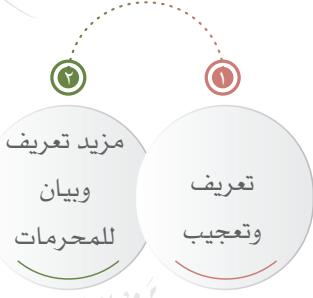 ١
تعريف
وتعجيب
٢
مزيد تعريف
وبيان
للمحرمات